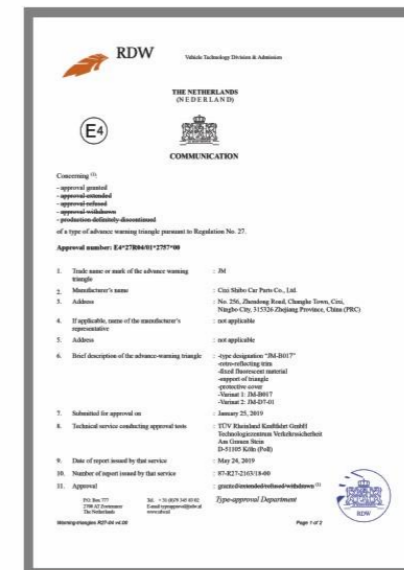 RDW
Vehicle Technology Division & Admission
THE NETHERLANDS
(NEDERLAND)
E4
COMMUNICATION
Concerning (2):
- approval granted
- approval extended
- approval refused
- approval withdrawn
- production definitely discontinued
of a type of advance warning triangle pursuant to Regulation No. 27.
Approval number: E4*27R04/01*2757*00
1. Trade name or mark of the advance warning triangle : JM
2. Manufacturer's name : Cixi Shibo Car Parts Co., Ltd.
3. Address : No. 256, Zhendong Road, Changhe Town, Cixi,
Ningbo City, 315326 Zhejiang Province, China (PRC)
4. If applicable, name of the manufacturer's representative : not applicable
5. Address : not applicable
6. Brief description of the advance-warning triangle : -type designation "JM-B017"
-retro-reflecting trim
-fixed fluorescent material
-support of triangle
-protective cover
-Variant 1: JM-B017
-Variant 2: JM-D7-01
7. Submitted for approval on : January 25, 2019
8. Technical service conducting approval tests : TÜV Rheinland Kraftfahrt GmbH
Technologiezentrum Verkehrssicherheit
Am Grauen Stein
D-51105 Köln (Poll)
9. Date of report issued by that service : May 24, 2019
10. Number of report issued by that service : 87-R27-2163/18-00
11. Approval : granted/extended/refused/withdrawn (2)
P.O. Box 777
2700 AT Zoetermeer
The Netherlands
Type-approval Department
Warning triangles R27-04 v4.00
Page 1 of 2
RDW